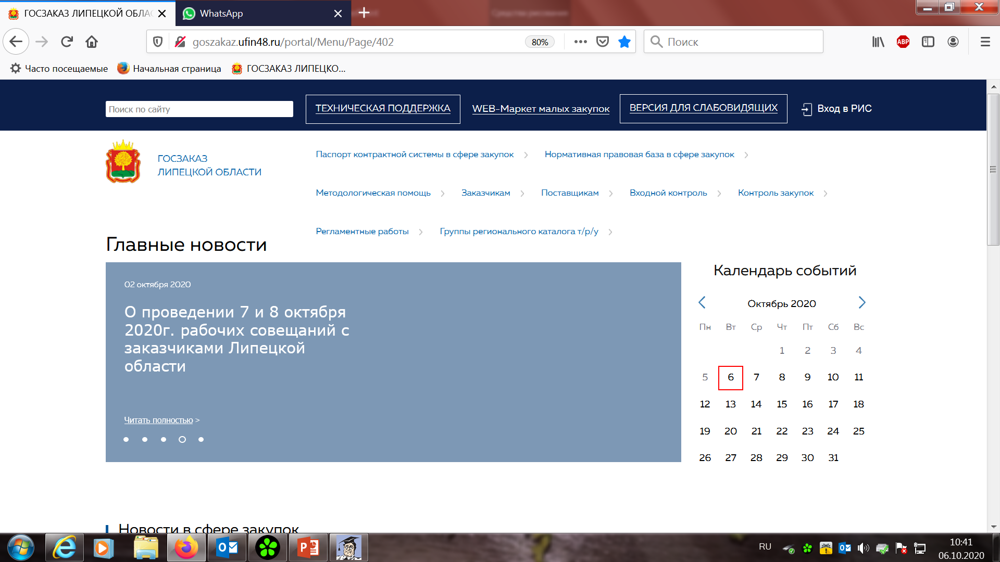 ГОСЗАКАЗ ЛИПЕЦКОЙ ОБЛАС
WhatsApp
goszakaz.ufin48.ru/portal/Menu/Page/402
80%
Поиск
ABP
Часто посещаемые
Начальная страница
ГОСЗАКАЗ ЛИПЕЦКО...
Поиск по сайту
ТЕХНИЧЕСКАЯ ПОДДЕРЖКА
WEB-Маркет малых закупок
ВЕРСИЯ ДЛЯ СЛАБОВИДЯЩИХ
Вход в РИС
ГОСЗАКАЗ
ЛИПЕЦКОЙ ОБЛАСТИ
Паспорт контрактной системы в сфере закупок
Нормативная правовая база в сфере закупок
Методологическая помощь
Заказчикам
Поставщикам
Входной контроль
Контроль закупок
Регламентные работы
Группы регионального каталога т/р/у
Главные новости
02 октября 2020
О проведении 7 и 8 октября
2020г. рабочих совещаний с
заказчиками Липецкой
области
Читать полностью >
Календарь событий
Октябрь 2020
Пн Вт Ср Чт Пт Сб Вс
1 2 3 4
5 6 7 8 9 10 11
12 13 14 15 16 17 18
19 20 21 22 23 24 25
26 27 28 29 30 31
Новости в сфере закупок
RU
10:41
06.10.2020